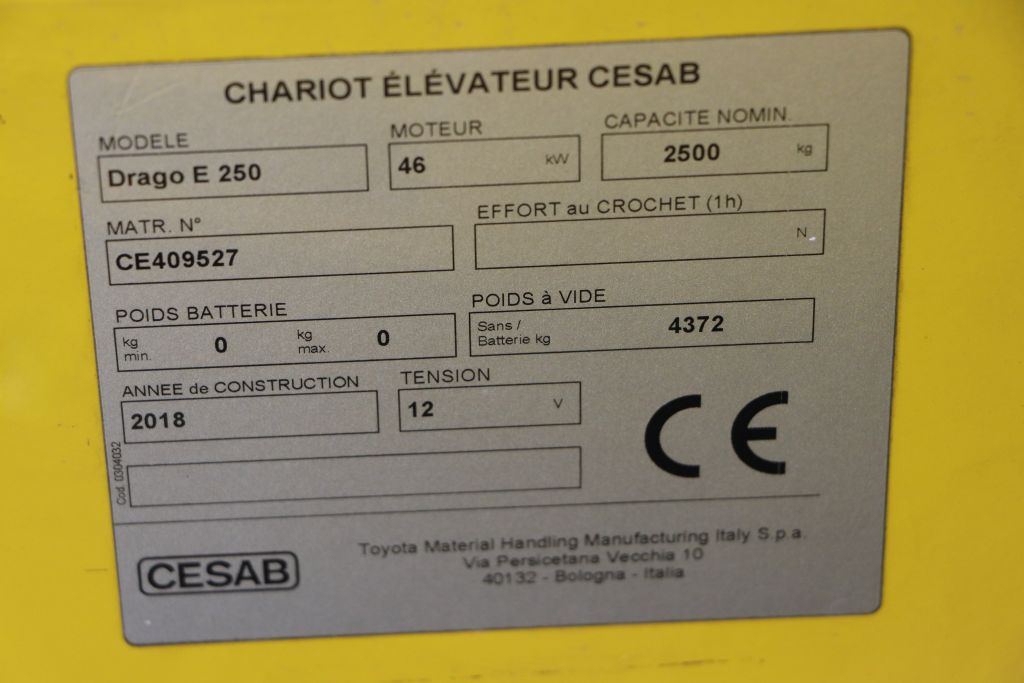 CHARIOT ÉLÉVATEUR CESAB
MODELE MOTEUR CAPACITE NOMIN.
Drago E 250 46 kW 2500 kg
MATR. N° EFFORT au CROCHET (1h)
CE409527 N
POIDS BATTERIE POIDS à VIDE
kg min. 0 kg max. 0 Sans / Batterie kg 4372
ANNEE de CONSTRUCTION TENSION
2018 12 V
CE
Cod. 0304032
CESAB
Toyota Material Handling Manufacturing Italy S.p.a.
Via Persicetana Vecchia 10
40132 - Bologna - Italia